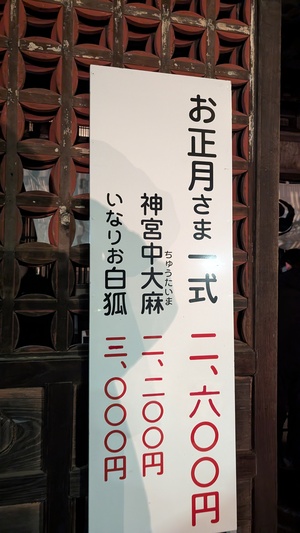 お正月さま一式 二、六〇〇円
神宮中大麻 二、二〇〇円
ちゅうたいま
いなりお白狐 三、〇〇〇円